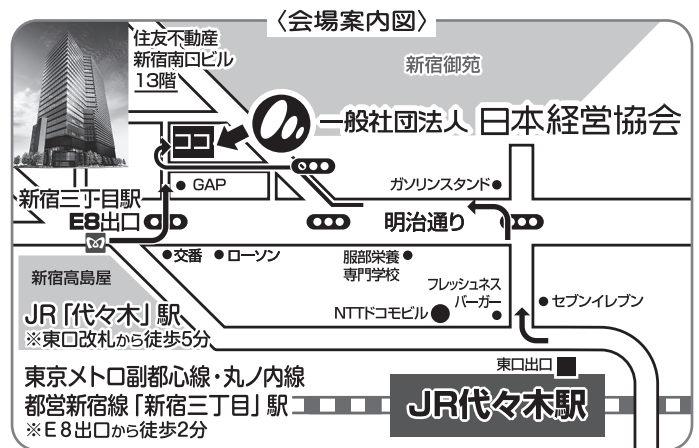 〈会場案内図〉
住友不動産
新宿南口ビル
13階
新宿御苑
一般社団法人 日本経営協会
ココ
GAP
ガソリンスタンド
新宿三丁目駅
E8出口
明治通り
交番
ローソン
服部栄養
専門学校
新宿高島屋
フレッシュネス
バーガー
セブンイレブン
NTTドコモビル
JR「代々木」駅
※東口改札から徒歩5分
東口出口
東京メトロ副都心線・丸ノ内線
都営新宿線「新宿三丁目」駅
※E8出口から徒歩2分
JR代々木駅